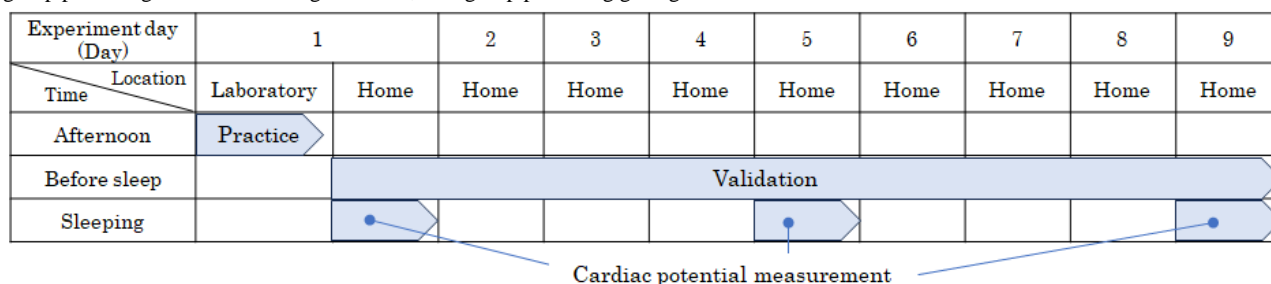 Experiment day
(Day)
1 2 3 4 5 6 7 8 9
Location
Time
Laboratory Home Home Home Home Home Home Home Home Home
Afternoon Practice
Before sleep Validation
Sleeping
Cardiac potential measurement